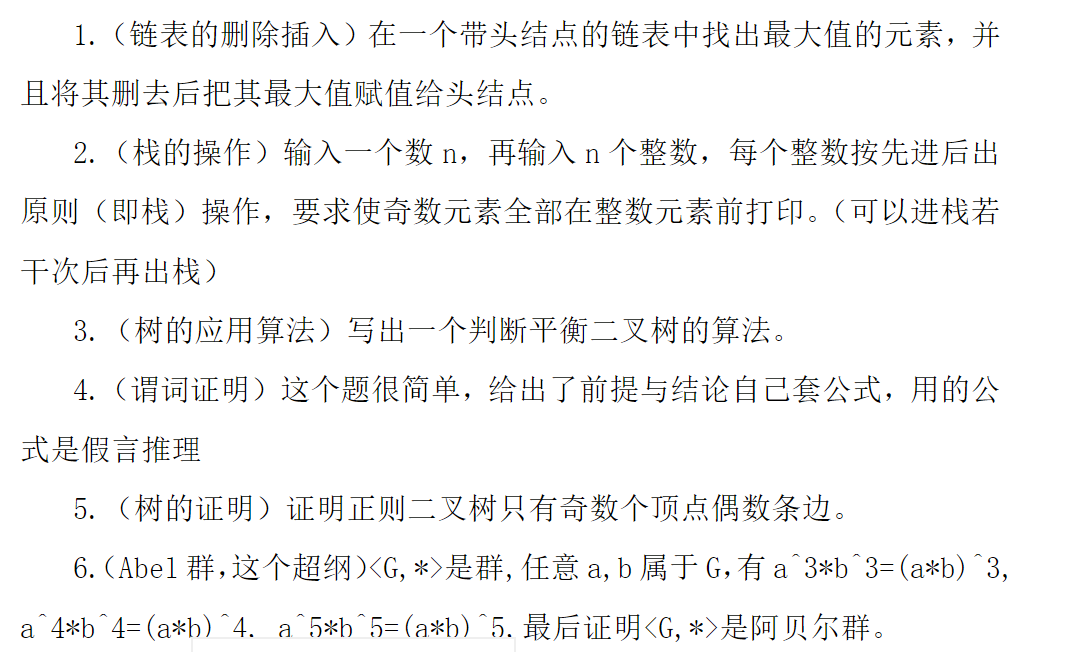 1.（链表的删除插入）在一个带头结点的链表中找出最大值的元素，并
且将其删去后把其最大值赋值给头结点。
2.（栈的操作）输入一个数 n，再输入 n 个整数，每个整数按先进后出
原则（即栈）操作，要求使奇数元素全部在整数元素前打印。（可以进栈若
干次后再出栈）
3.（树的应用算法）写出一个判断平衡二叉树的算法。
4.（谓词证明）这个题很简单，给出了前提与结论自己套公式，用的公
式是假言推理
5.（树的证明）证明正则二叉树只有奇数个顶点偶数条边。
6.（Abel 群，这个超纲）<G,*>是群,任意 a,b 属于 G,有 a^3*b^3=(a*b)^3,
a^4*b^4=(a*b)^4. a^5*b^5=(a*b)^5.最后证明<G,*>是阿贝尔群。